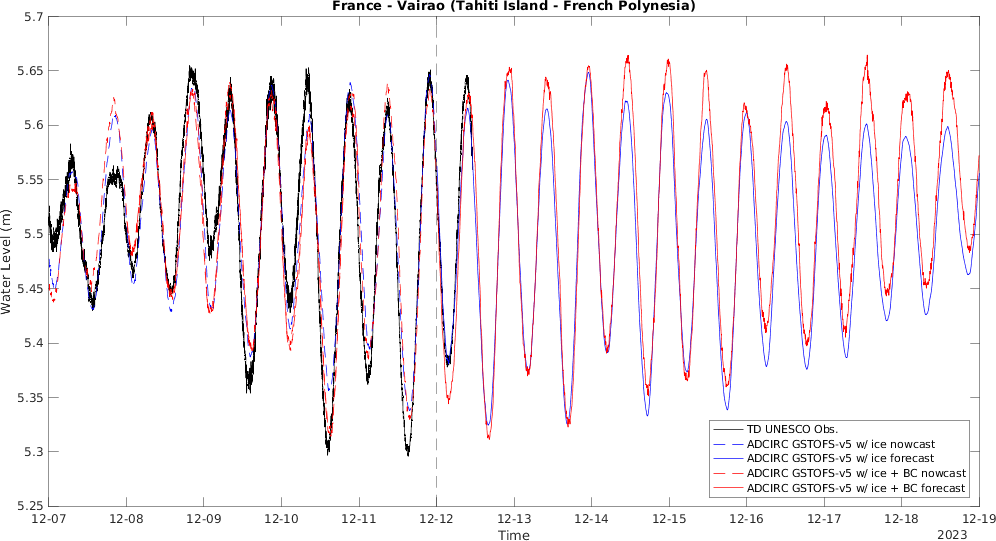 France - Vairao (Tahiti Island - French Polynesia)
5.7
5.65
5.6
5.55
5.5
5.45
5.4
5.35
5.3
5.25
Water Level (m)
TD UNESCO Obs.
ADCIRC GSTOFS-v5 w/ ice nowcast
ADCIRC GSTOFS-v5 w/ ice forecast
ADCIRC GSTOFS-v5 w/ ice + BC nowcast
ADCIRC GSTOFS-v5 w/ ice + BC forecast
12-07 12-08 12-09 12-10 12-11 12-12 12-13 12-14 12-15 12-16 12-17 12-18 12-19
Time
2023